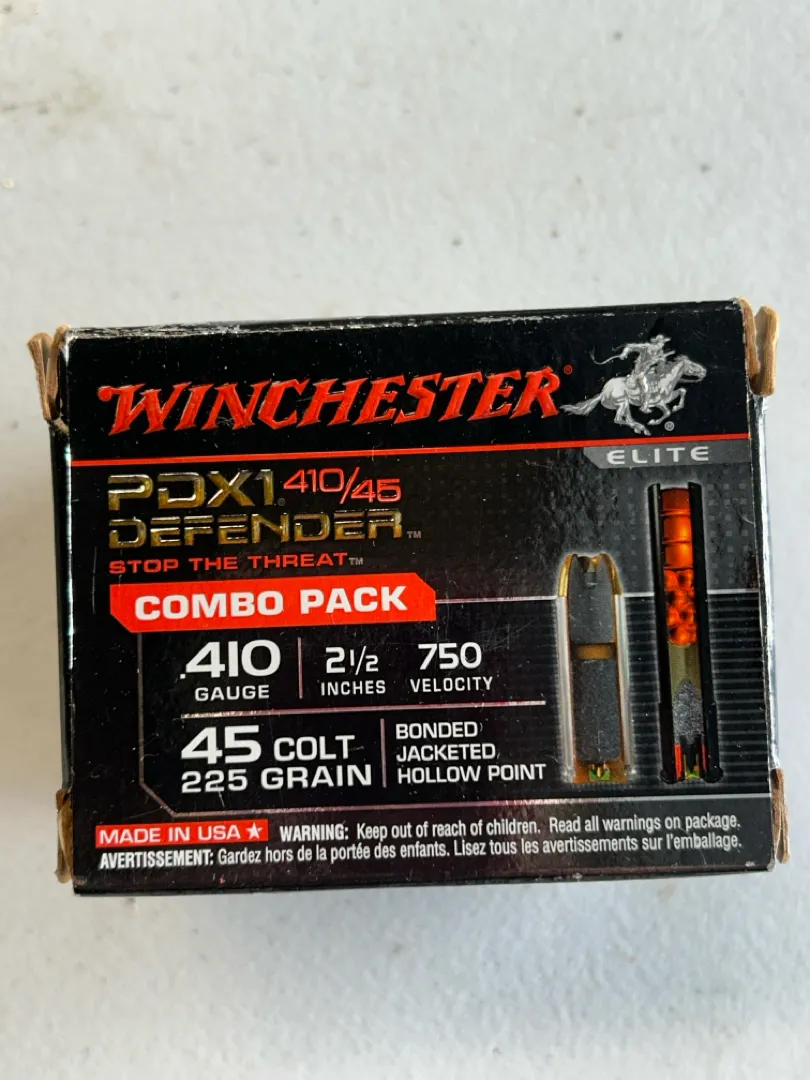 WINCHESTER®
®
ELITE
PDX1® 410/45
DEFENDER™
STOP THE THREAT™
COMBO PACK
.410 GAUGE
2 1/2 INCHES
750 VELOCITY
45 COLT
225 GRAIN
BONDED
JACKETED
HOLLOW POINT
MADE IN USA ★ WARNING: Keep out of reach of children. Read all warnings on package.
AVERTISSEMENT: Gardez hors de la portée des enfants. Lisez tous les avertissements sur l'emballage.